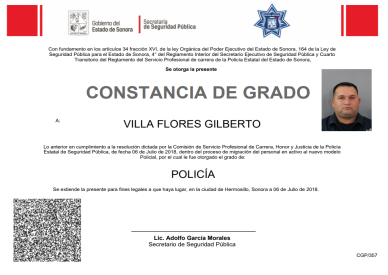 Gobierno del
Estado de Sonora
Secretaría
de Seguridad Pública
Con fundamento en los artículos 34 fracción XVI, de la ley Orgánica del Poder Ejecutivo del Estado de Sonora, 164 de la Ley de
Seguridad Pública para el Estado de Sonora, 4° del Reglamento Interior del Secretario Ejecutivo de Seguridad Pública y Cuarto
Transitorio del Reglamento del Servicio Profesional de carrera de la Policía Estatal del Estado de Sonora,
Se otorga la presente
CONSTANCIA DE GRADO
A:
VILLA FLORES GILBERTO
Lo anterior en cumplimiento a la resolución dictada por la Comisión de Servicio Profesional de Carrera, Honor y Justicia de la Policía
Estatal de Seguridad Pública, de fecha 06 de Julio de 2018, dentro del proceso de migración del personal en activo al nuevo modelo
Policial, por el cual le fue otorgado el grado de:
POLICÍA
Se extiende la presente para fines legales a que haya lugar, en la ciudad de Hermosillo, Sonora a 06 de Julio de 2018.
Lic. Adolfo García Morales
Secretario de Seguridad Pública
CGP/357